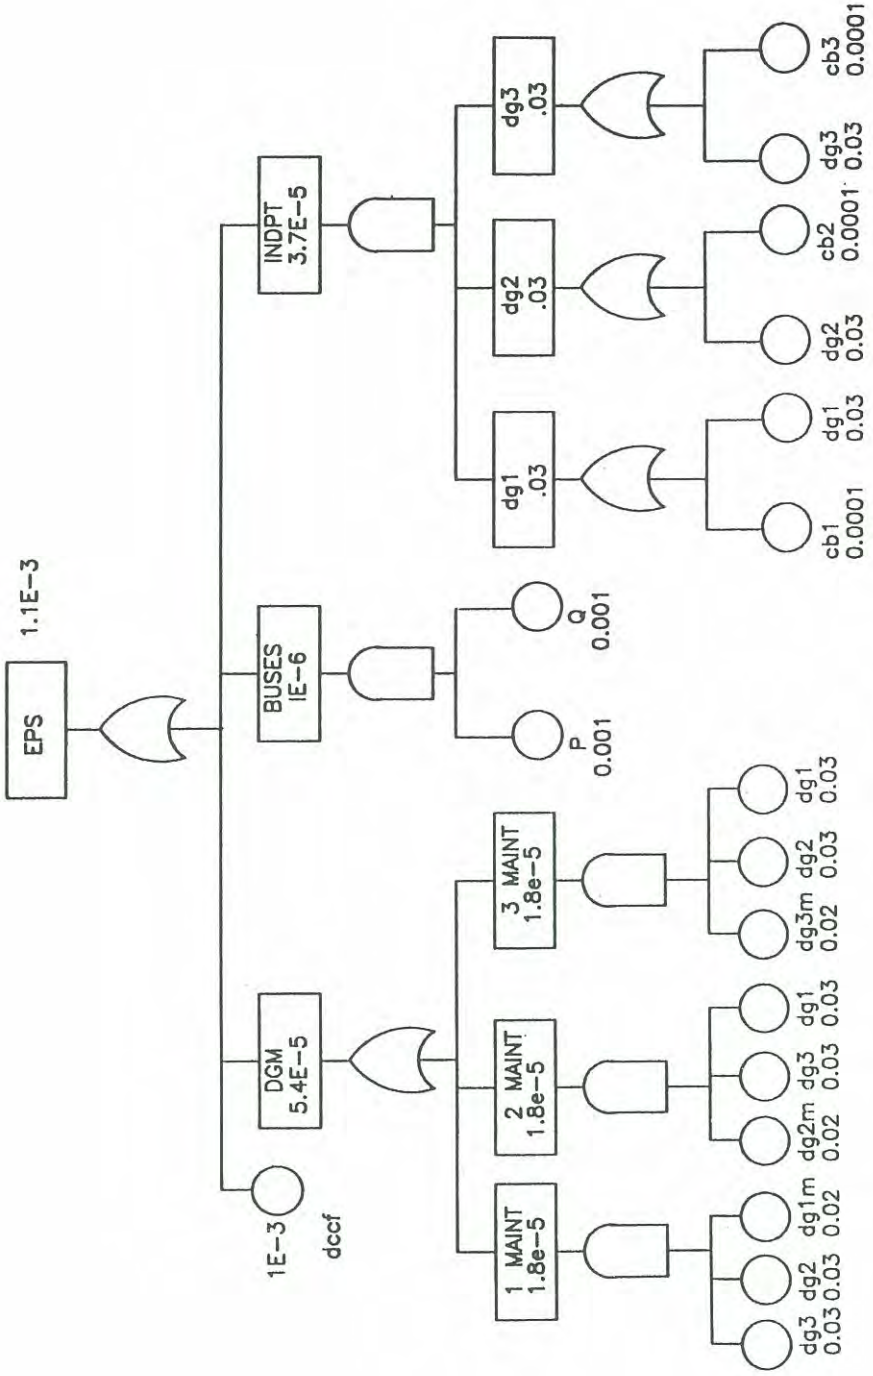 EPS
1.1E-3
1E-3
dccf
DGM
5.4E-5
BUSES
IE-6
INDPT
3.7E-5
1 MAINT
1.8e-5
2 MAINT
1.8e-5
3 MAINT
1.8e-5
P
0.001
Q
0.001
dg1
.03
dg2
.03
dg3
.03
dg3
0.03
dg2
0.03
dg1m
0.02
dg2m
0.02
dg3
0.03
dg1
0.03
dg3m
0.02
dg2
0.03
dg1
0.03
cb1
0.0001
dg1
0.03
dg2
0.03
cb2
0.0001
dg3
0.03
cb3
0.0001